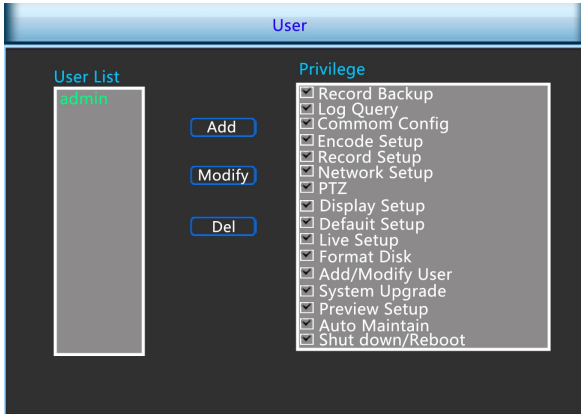 User
User List
admin
Add
Modify
Del
Privilege
Record Backup
Log Query
Commom Config
Encode Setup
Record Setup
Network Setup
PTZ
Display Setup
Default Setup
Live Setup
Format Disk
Add/Modify User
System Upgrade
Preview Setup
Auto Maintain
Shut down/Reboot